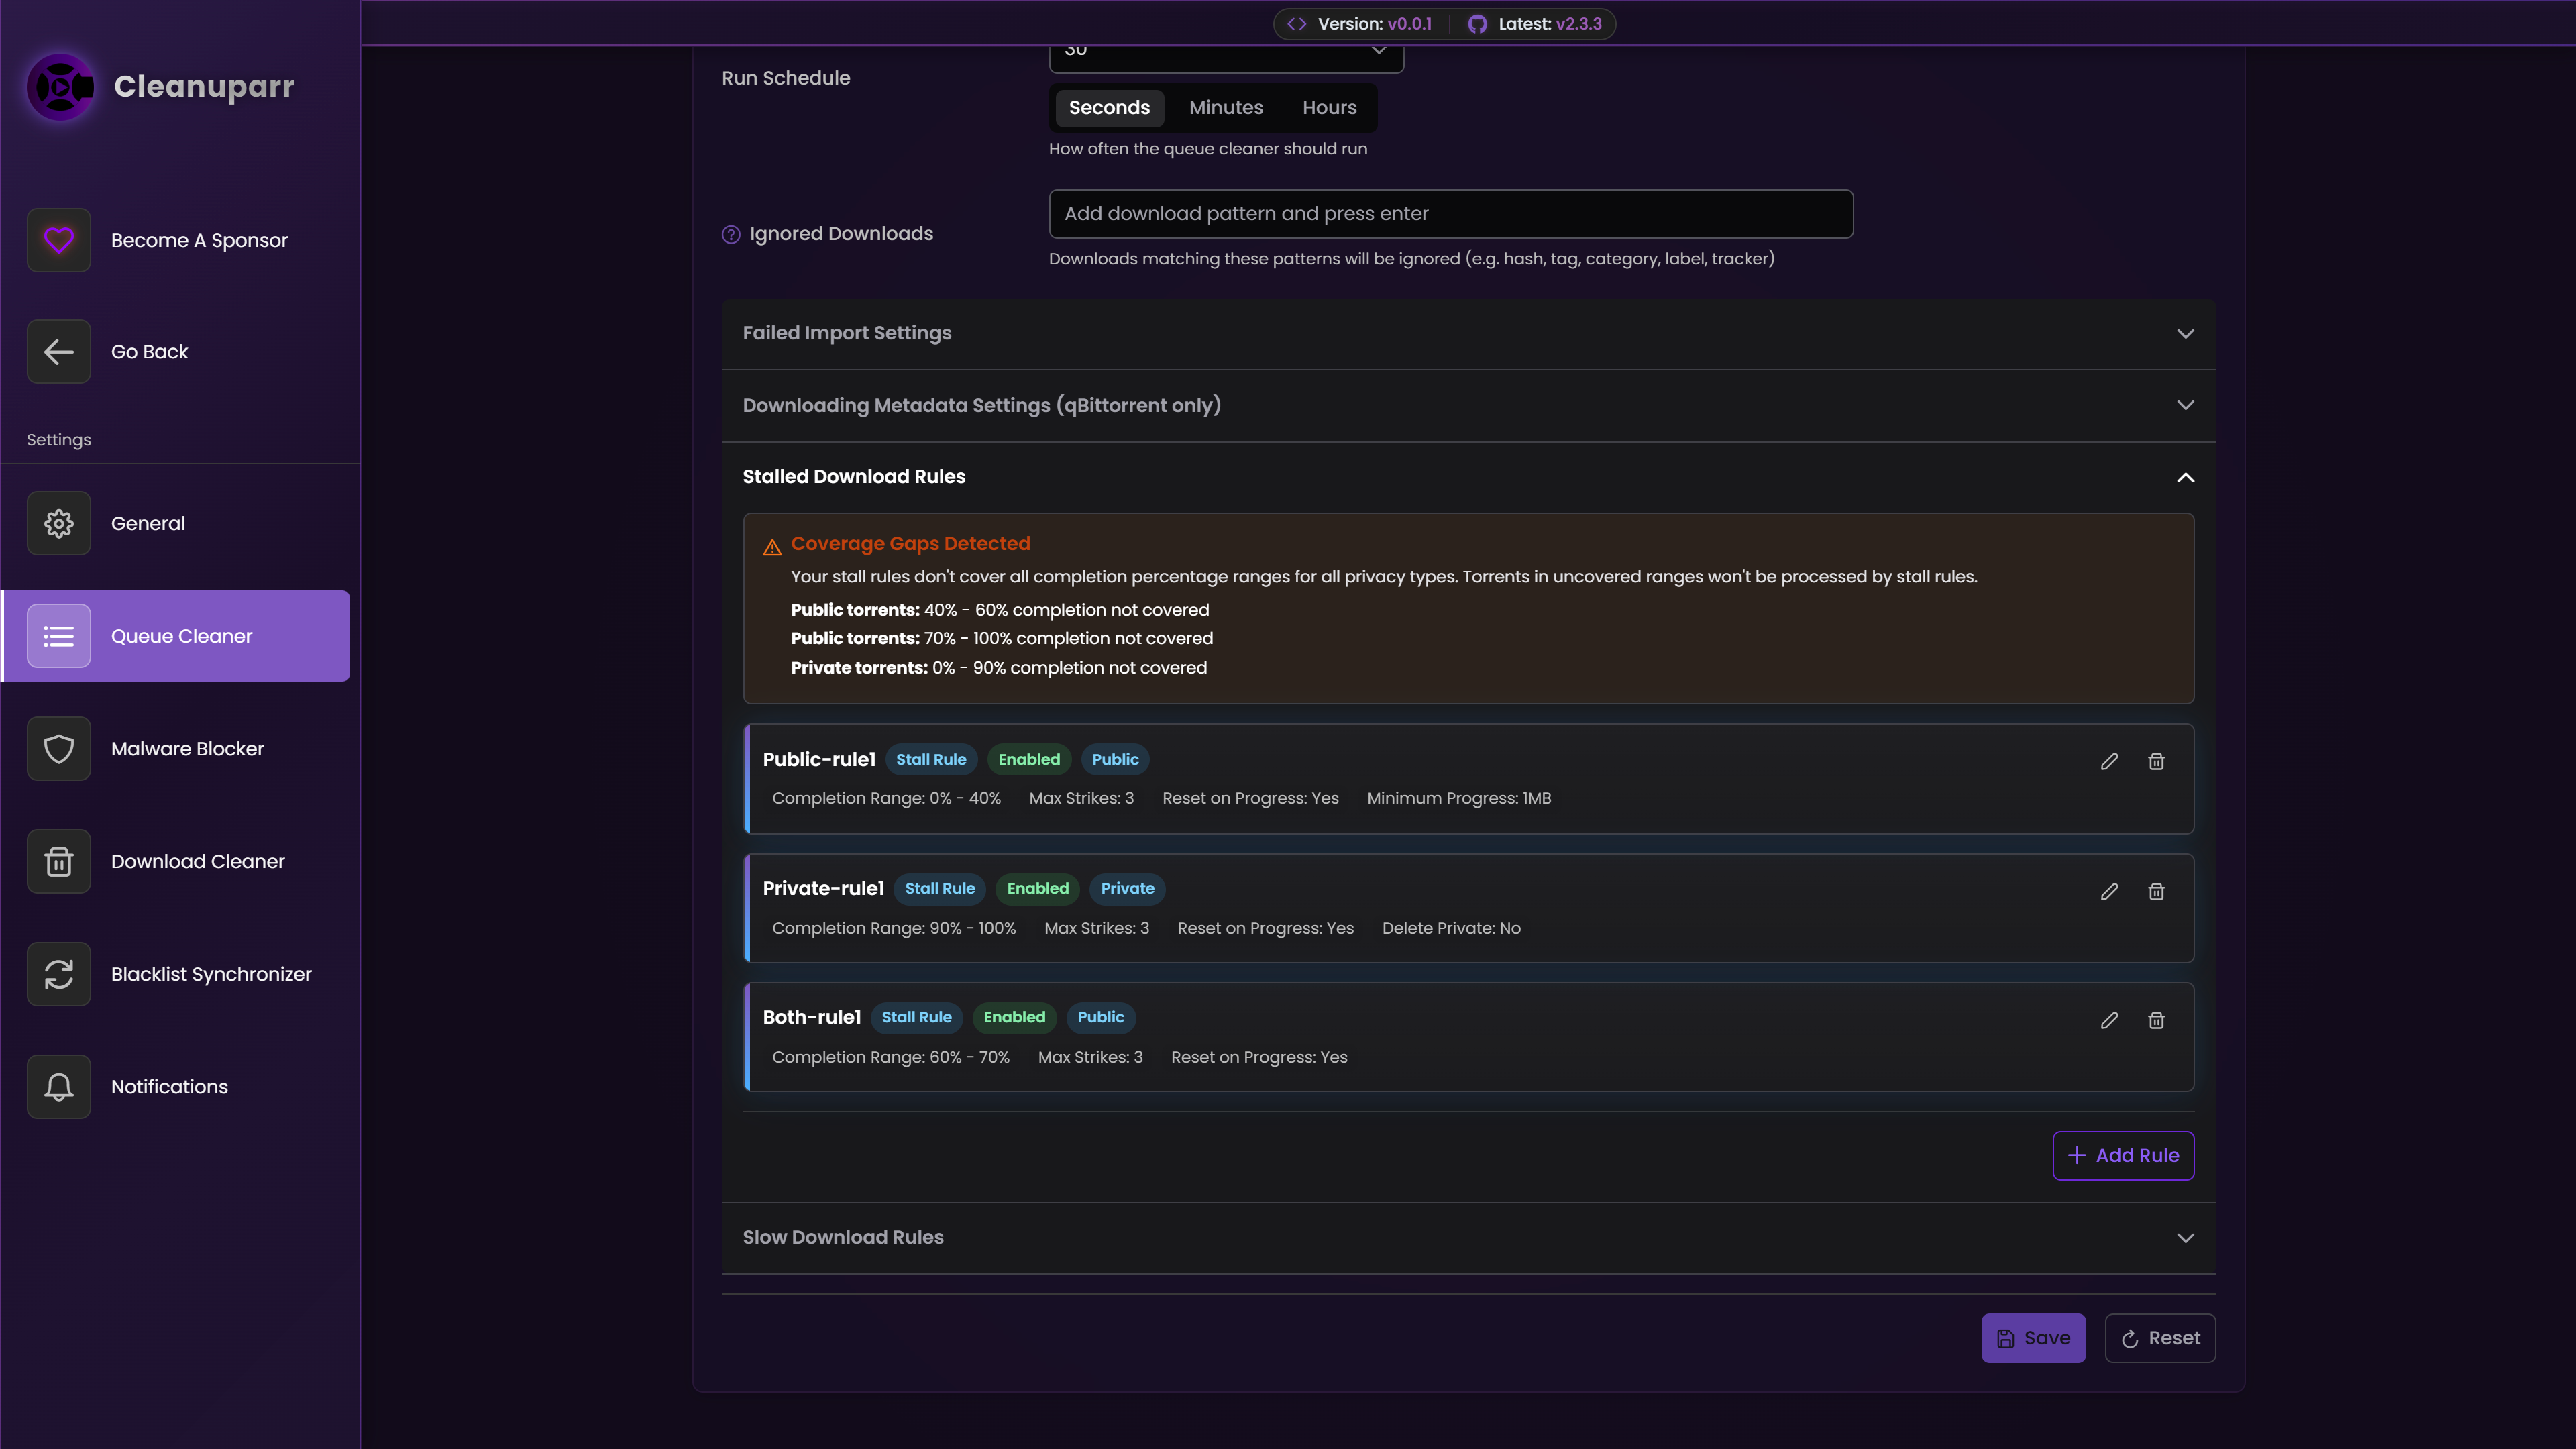 Version: v0.0.1 Latest: v2.3.3
Cleanuparr
Become A Sponsor
Go Back
Settings
General
Queue Cleaner
Malware Blocker
Download Cleaner
Blacklist Synchronizer
Notifications
30
Run Schedule
Seconds Minutes Hours
How often the queue cleaner should run
Ignored Downloads
Add download pattern and press enter
Downloads matching these patterns will be ignored (e.g. hash, tag, category, label, tracker)
Failed Import Settings
Downloading Metadata Settings (qBittorrent only)
Stalled Download Rules
Coverage Gaps Detected
Your stall rules don't cover all completion percentage ranges for all privacy types. Torrents in uncovered ranges won't be processed by stall rules.
Public torrents: 40% - 60% completion not covered
Public torrents: 70% - 100% completion not covered
Private torrents: 0% - 90% completion not covered
Public-rule1 Stall Rule Enabled Public
Completion Range: 0% - 40% Max Strikes: 3 Reset on Progress: Yes Minimum Progress: 1MB
Private-rule1 Stall Rule Enabled Private
Completion Range: 90% - 100% Max Strikes: 3 Reset on Progress: Yes Delete Private: No
Both-rule1 Stall Rule Enabled Public
Completion Range: 60% - 70% Max Strikes: 3 Reset on Progress: Yes
Add Rule
Slow Download Rules
Save Reset